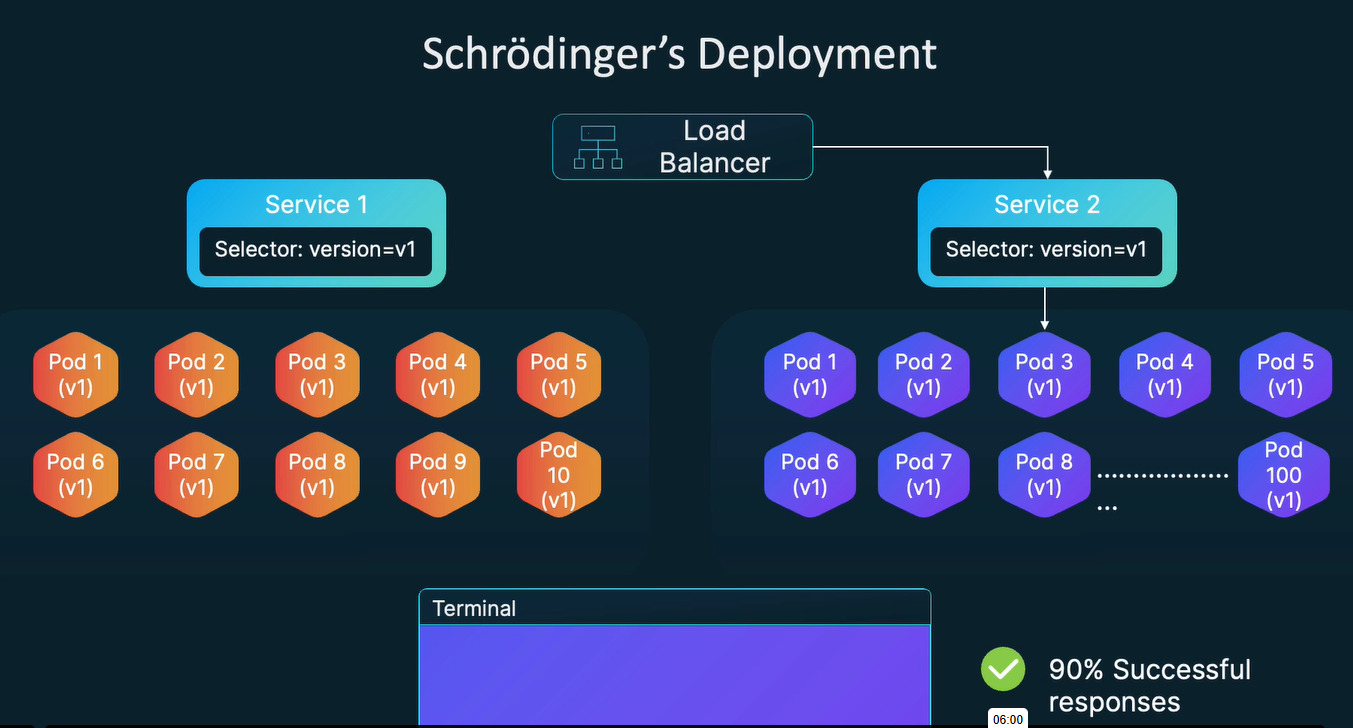 Schrödinger’s Deployment
Load
Balancer
Service 1
Selector: version=v1
Service 2
Selector: version=v1
Pod 1
(v1)
Pod 2
(v1)
Pod 3
(v1)
Pod 4
(v1)
Pod 5
(v1)
Pod 6
(v1)
Pod 7
(v1)
Pod 8
(v1)
Pod 9
(v1)
Pod
10
(v1)
Pod 1
(v1)
Pod 2
(v1)
Pod 3
(v1)
Pod 4
(v1)
Pod 5
(v1)
Pod 6
(v1)
Pod 7
(v1)
Pod 8
(v1)
..................
...
Pod
100
(v1)
Terminal
90% Successful
responses
06:00